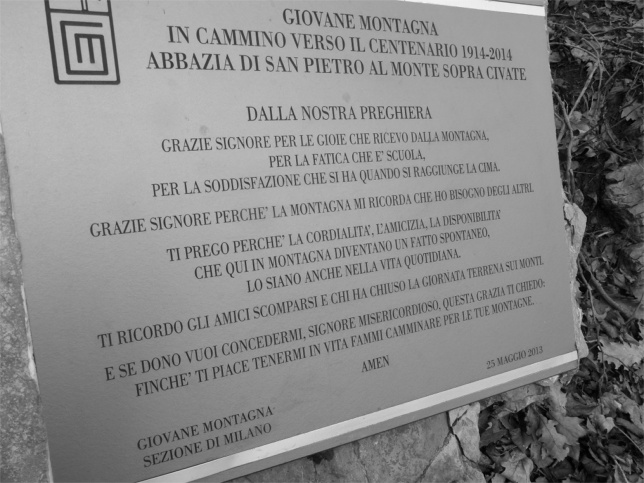 GIOVANE MONTAGNA
IN CAMMINO VERSO IL CENTENARIO 1914-2014
ABBAZIA DI SAN PIETRO AL MONTE SOPRA CIVATE
DALLA NOSTRA PREGHIERA
GRAZIE SIGNORE PER LE GIOIE CHE RICEVO DALLA MONTAGNA,
PER LA FATICA CHE E' SCUOLA,
PER LA SODDISFAZIONE CHE SI HA QUANDO SI RAGGIUNGE LA CIMA.
GRAZIE SIGNORE PERCHE' LA MONTAGNA MI RICORDA CHE HO BISOGNO DEGLI ALTRI.
TI PREGO PERCHE' LA CORDIALITA', L'AMICIZIA, LA DISPONIBILITA'
CHE QUI IN MONTAGNA DIVENTANO UN FATTO SPONTANEO,
LO SIANO ANCHE NELLA VITA QUOTIDIANA.
TI RICORDO GLI AMICI SCOMPARSI E CHI HA CHIUSO LA GIORNATA TERRENA SUI MONTI.
E SE DONO VUOI CONCEDERMI, SIGNORE MISERICORDIOSO, QUESTA GRAZIA TI CHIEDO:
FINCHE' TI PIACE TENERMI IN VITA FAMMI CAMMINARE PER LE TUE MONTAGNE.
AMEN
25 MAGGIO 2013
GIOVANE MONTAGNA
SEZIONE DI MILANO